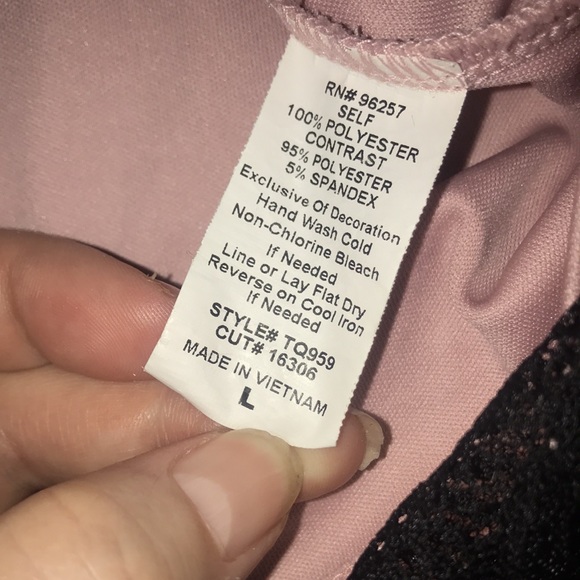 RN# 96257
SELF
100% POLYESTER
CONTRAST
95% POLYESTER
5% SPANDEX
Exclusive Of Decoration
Hand Wash Cold
Non-Chlorine Bleach
If Needed
Line or Lay Flat Dry
Reverse on Cool Iron
If Needed
STYLE# TQ959
CUT# 16306
MADE IN VIETNAM
L